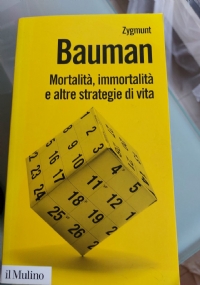 Zygmunt
Bauman
Mortalità, immortalità
e altre strategie di vita
il Mulino